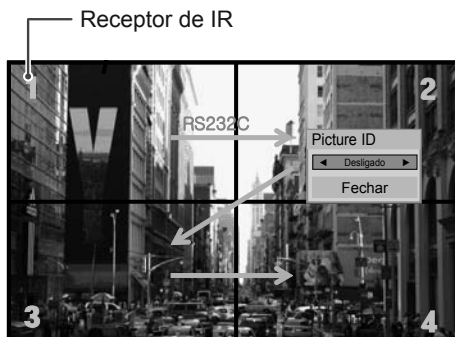 Receptor de IR
1
2
RS232C
Picture ID
◄ Desligado ►
Fechar
3
4